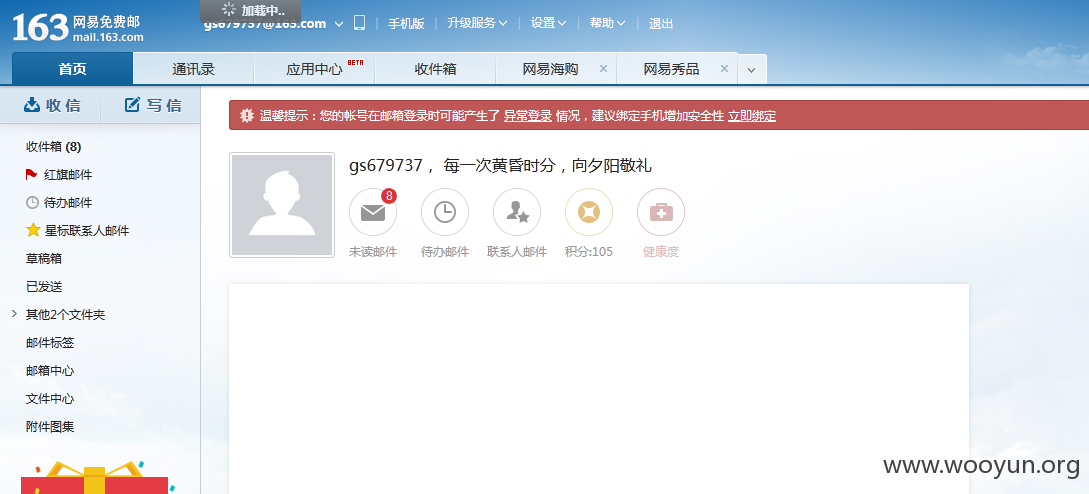 加载中..
163 网易免费邮
mail.163.com
gs679737@163.com
手机版 | 升级服务 | 设置 | 帮助 | 退出
首页 通讯录 应用中心 BETA 收件箱 网易海购 × 网易秀品 ×
收信 写信
温馨提示：您的帐号在邮箱登录时可能产生了 异常登录 情况，建议绑定手机增加安全性 立即绑定
收件箱 (8)
红旗邮件
待办邮件
星标联系人邮件
草稿箱
已发送
其他2个文件夹
邮件标签
邮箱中心
文件中心
附件图集
gs679737， 每一次黄昏时分，向夕阳敬礼
8
未读邮件 待办邮件 联系人邮件 积分:105 健康度
www.wooyun.org